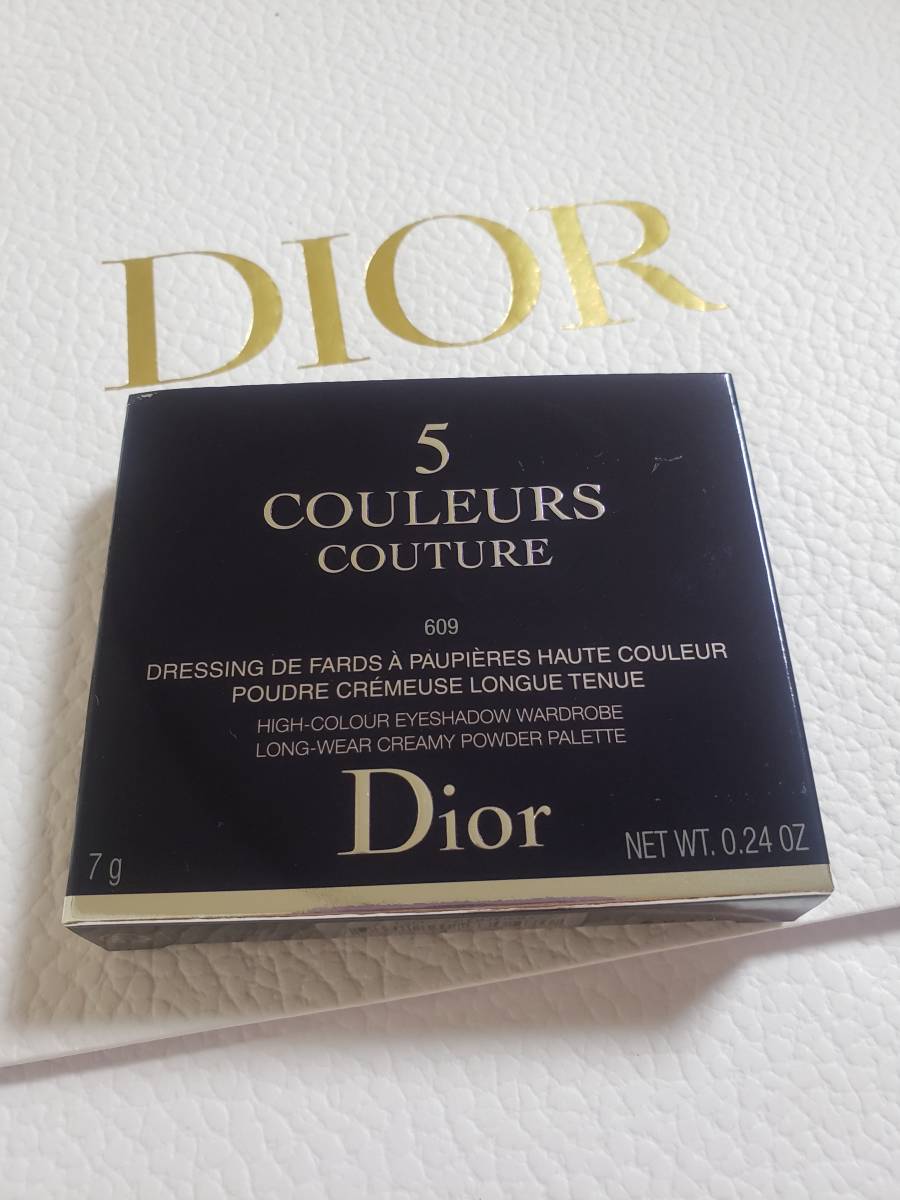 DIOR
5
COULEURS
COUTURE
609
DRESSING DE FARDS À PAUPIÈRES HAUTE COULEUR
POUDRE CRÉMEUSE LONGUE TENUE
HIGH-COLOUR EYESHADOW WARDROBE
LONG-WEAR CREAMY POWDER PALETTE
Dior
7 g
NET WT. 0.24 OZ